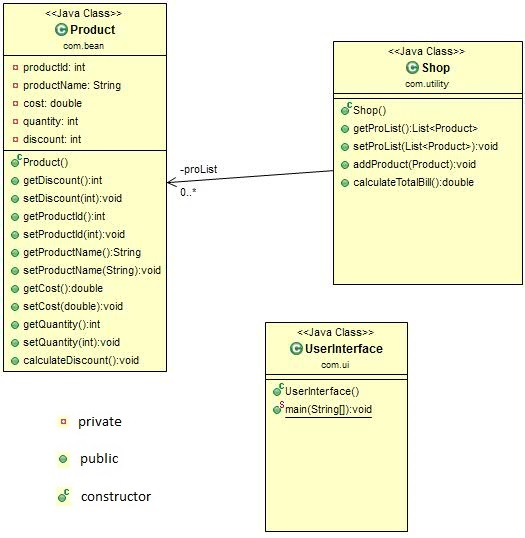 <<Java Class>>
Product
com.bean
productId: int
productName: String
cost: double
quantity: int
discount: int
Product()
getDiscount():int
setDiscount(int):void
getProductId():int
setProductId(int):void
getProductName():String
setProductName(String):void
getCost():double
setCost(double):void
getQuantity():int
setQuantity(int):void
calculateDiscount():void
-proList
0..*
<<Java Class>>
Shop
com.utility
Shop()
getProList():List<Product>
setProList(List<Product>):void
addProduct(Product):void
calculateTotalBill():double
<<Java Class>>
UserInterface
com.ui
UserInterface()
main(String[]):void
private
public
constructor